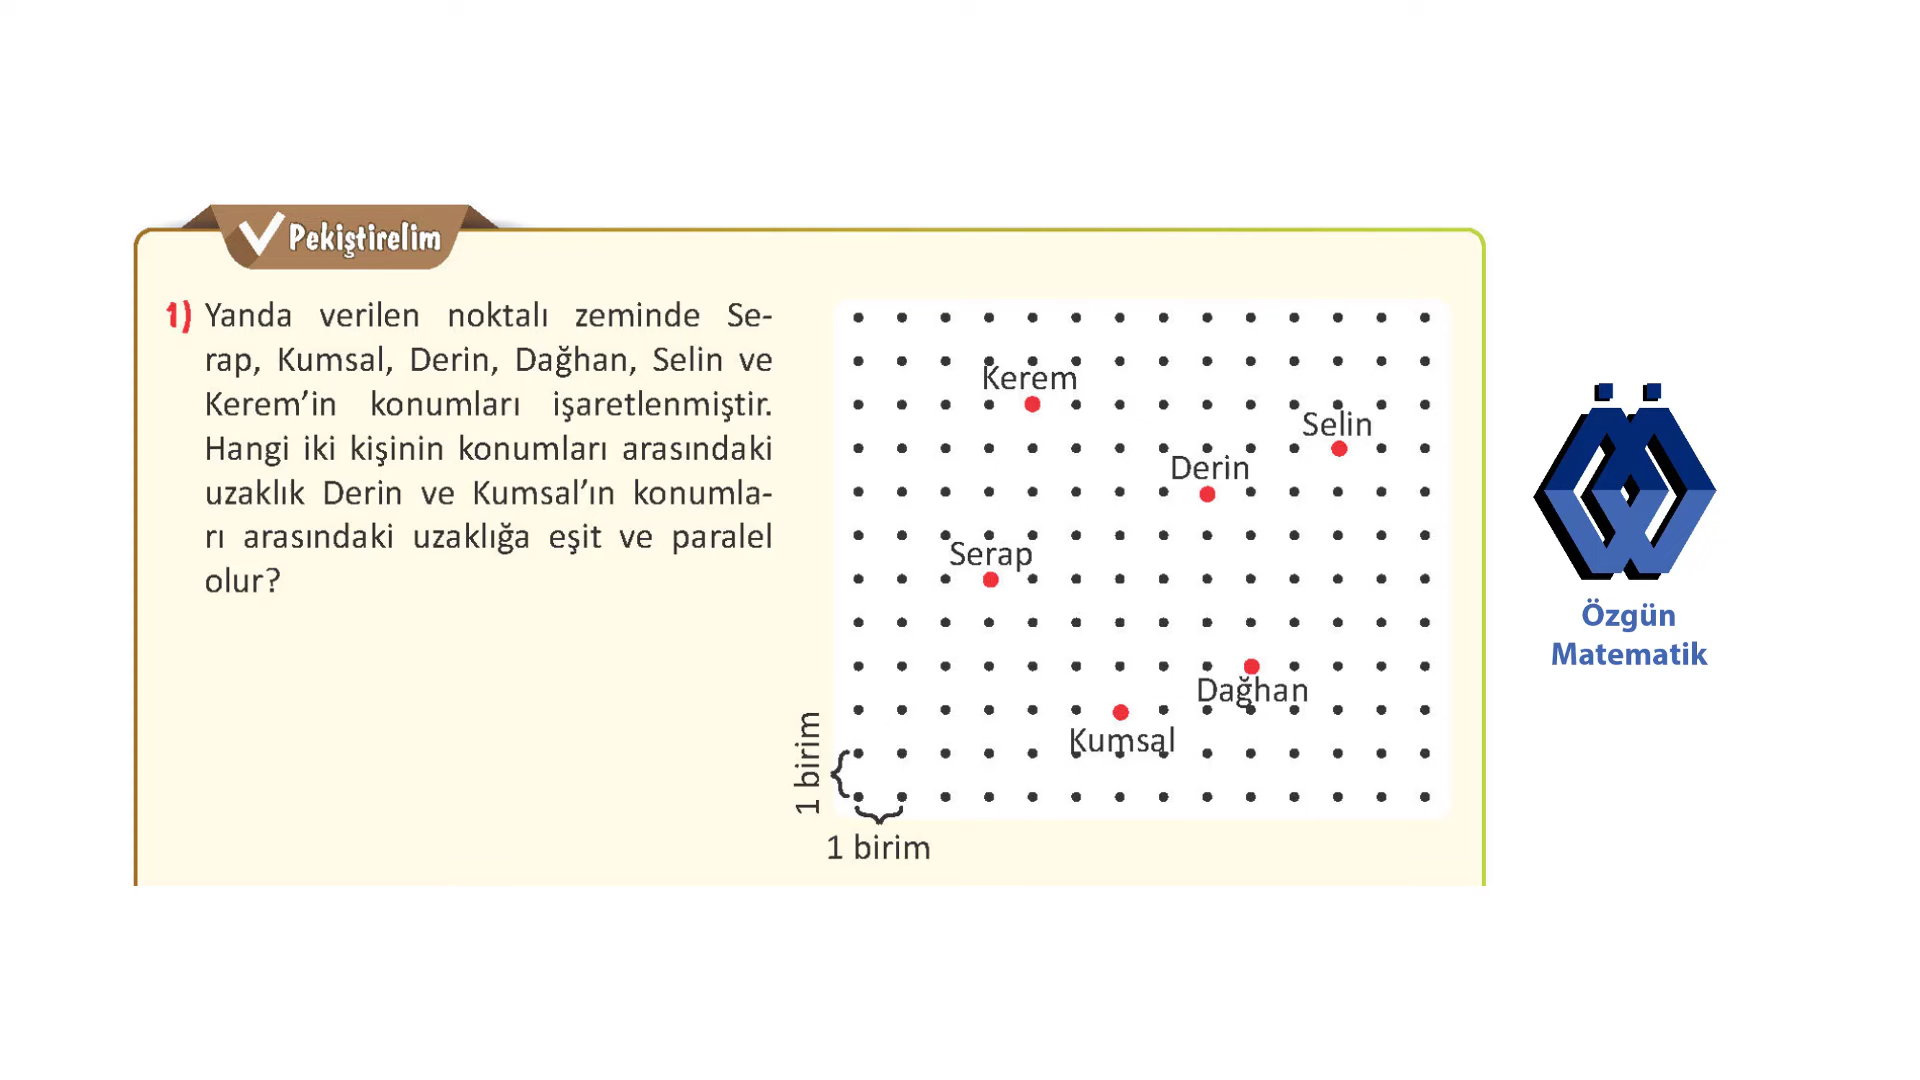 Pekiştirelim
1) Yanda verilen noktalı zeminde Se-
rap, Kumsal, Derin, Dağhan, Selin ve
Kerem’in konumları işaretlenmiştir.
Hangi iki kişinin konumları arasındaki
uzaklık Derin ve Kumsal’ın konumla-
rı arasındaki uzaklığa eşit ve paralel
olur?
Kerem
Selin
Derin
Serap
Dağhan
Kumsal
1 birim
1 birim
Özgün
Matematik